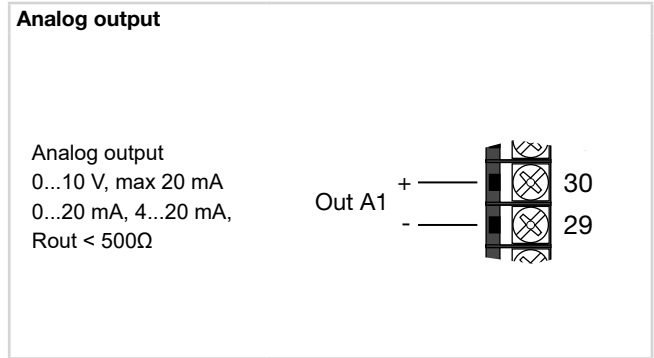 Analog output
Analog output
0...10 V, max 20 mA
0...20 mA, 4...20 mA,
Rout < 500Ω
Out A1
+
-
30
29